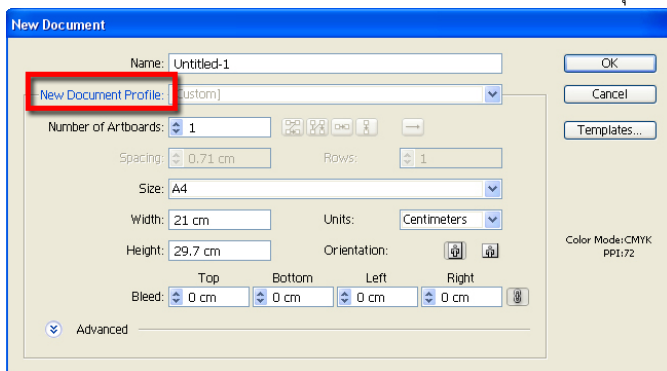 New Document
Name: Untitled-1 OK
New Document Profile: [Custom] Cancel
Number of Artboards: 1 Templates...
Spacing: 0.71 cm Rows: 1
Size: A4
Width: 21 cm Units: Centimeters
Height: 29.7 cm Orientation:
Color Mode:CMYK
PPI:72
Top Bottom Left Right
Bleed: 0 cm 0 cm 0 cm 0 cm
Advanced